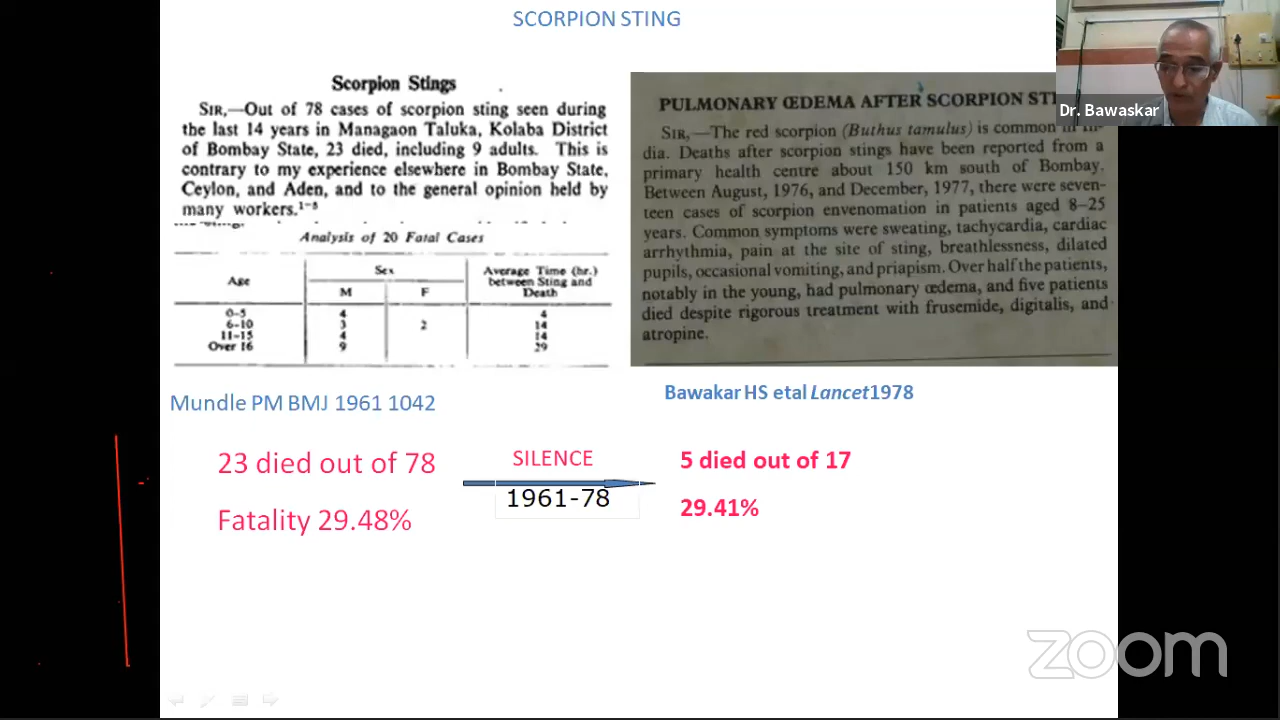 SCORPION STING
Scorpion Stings
SIR,—Out of 78 cases of scorpion sting seen during
the last 14 years in Managaon Taluka, Kolaba District
of Bombay State, 23 died, including 9 adults. This is
contrary to my experience elsewhere in Bombay State,
Ceylon, and Aden, and to the general opinion held by
many workers.¹⁻⁵
Analysis of 20 Fatal Cases
Age
Sex
M F
Average Time (hr.)
between Sting and
Death
0-5 4 4
6-10 3 2 14
11-15 4 14
Over 16 9 29
Mundle PM BMJ 1961 1042
23 died out of 78
Fatality 29.48%
SILENCE
1961-78
PULMONARY ŒDEMA AFTER SCORPION
SIR,—The red scorpion (Buthus tamulus) is common
dia. Deaths after scorpion stings have been reported from a
primary health centre about 150 km south of Bombay.
Between August, 1976, and December, 1977, there were seven-
teen cases of scorpion envenomation in patients aged 8–25
years. Common symptoms were sweating, tachycardia, cardiac
arrhythmia, pain at the site of sting, breathlessness, dilated
pupils, occasional vomiting, and priapism. Over half the patients,
notably in the young, had pulmonary œdema, and five patients
died despite rigorous treatment with frusemide, digitalis, and
atropine.
Bawakar HS etal Lancet1978
5 died out of 17
29.41%
Dr. Bawaskar
zoom